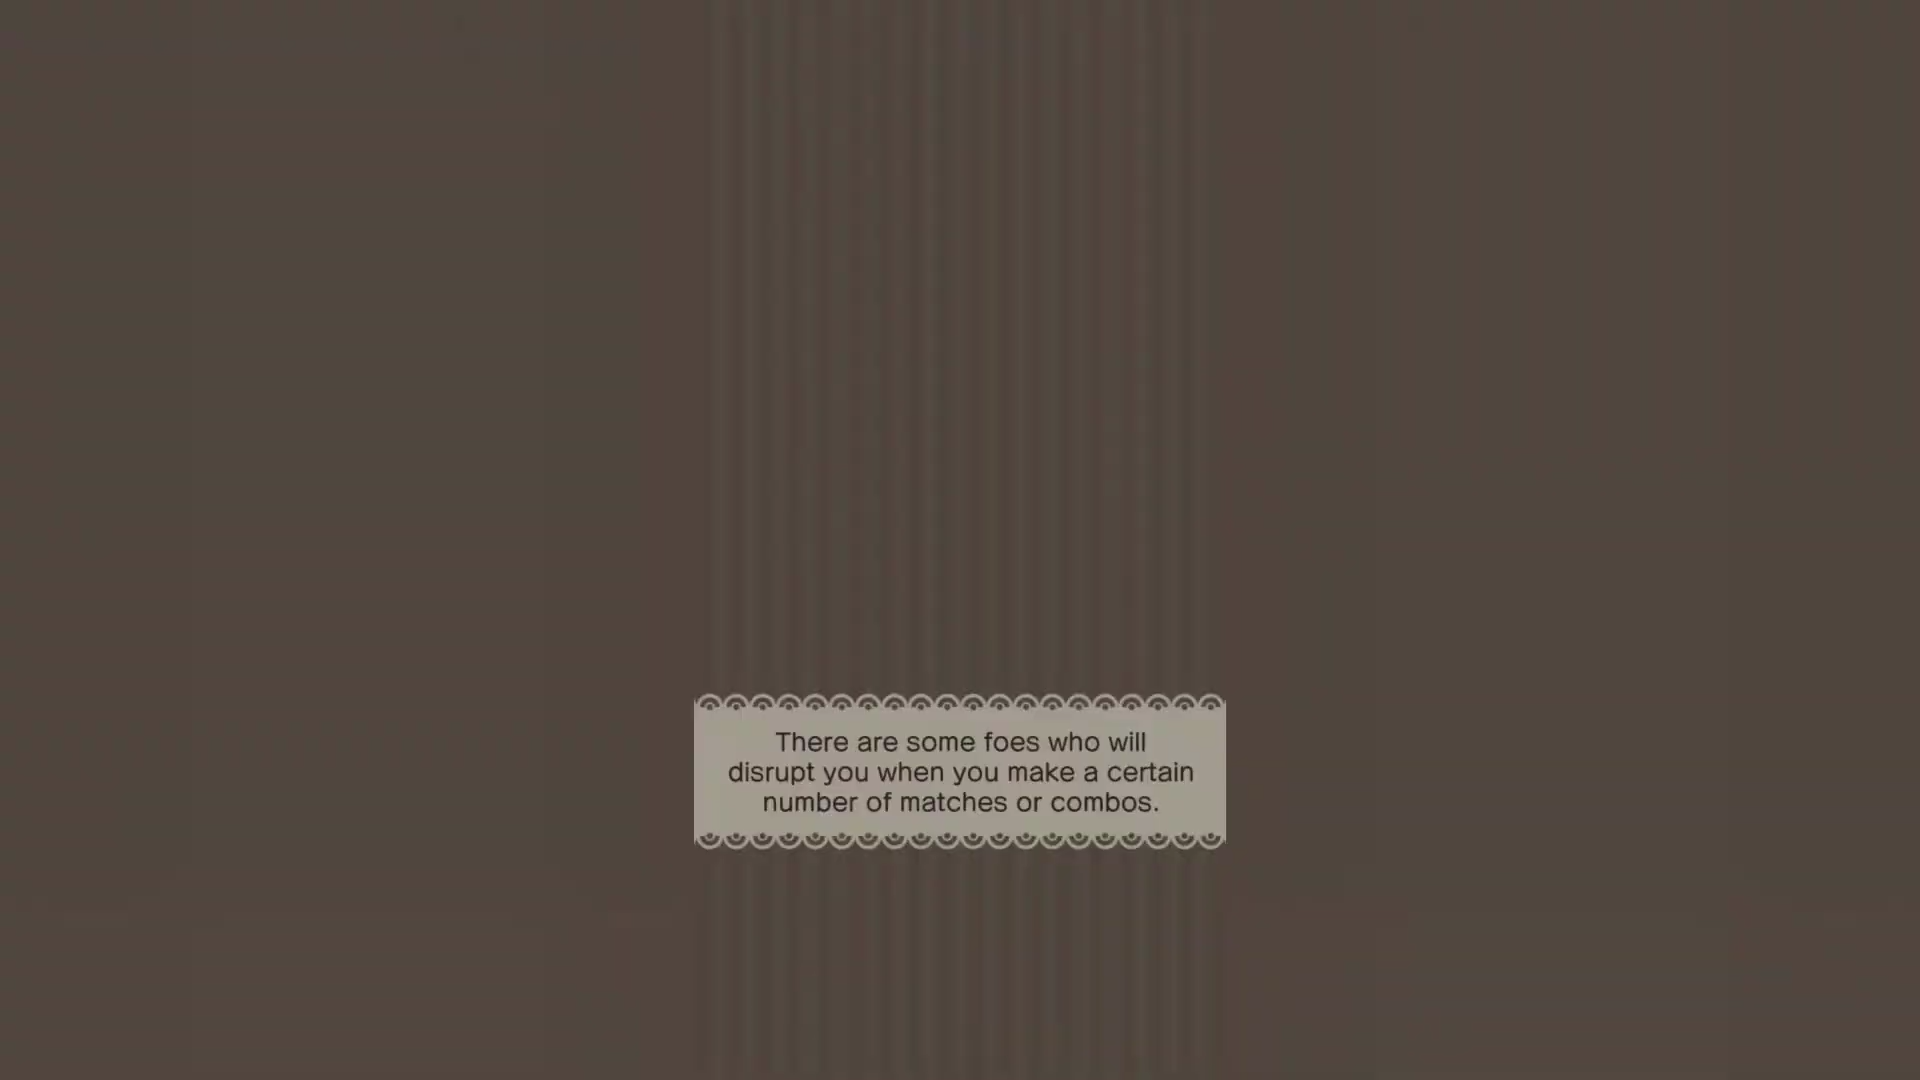 There are some foes who will
disrupt you when you make a certain
number of matches or combos.